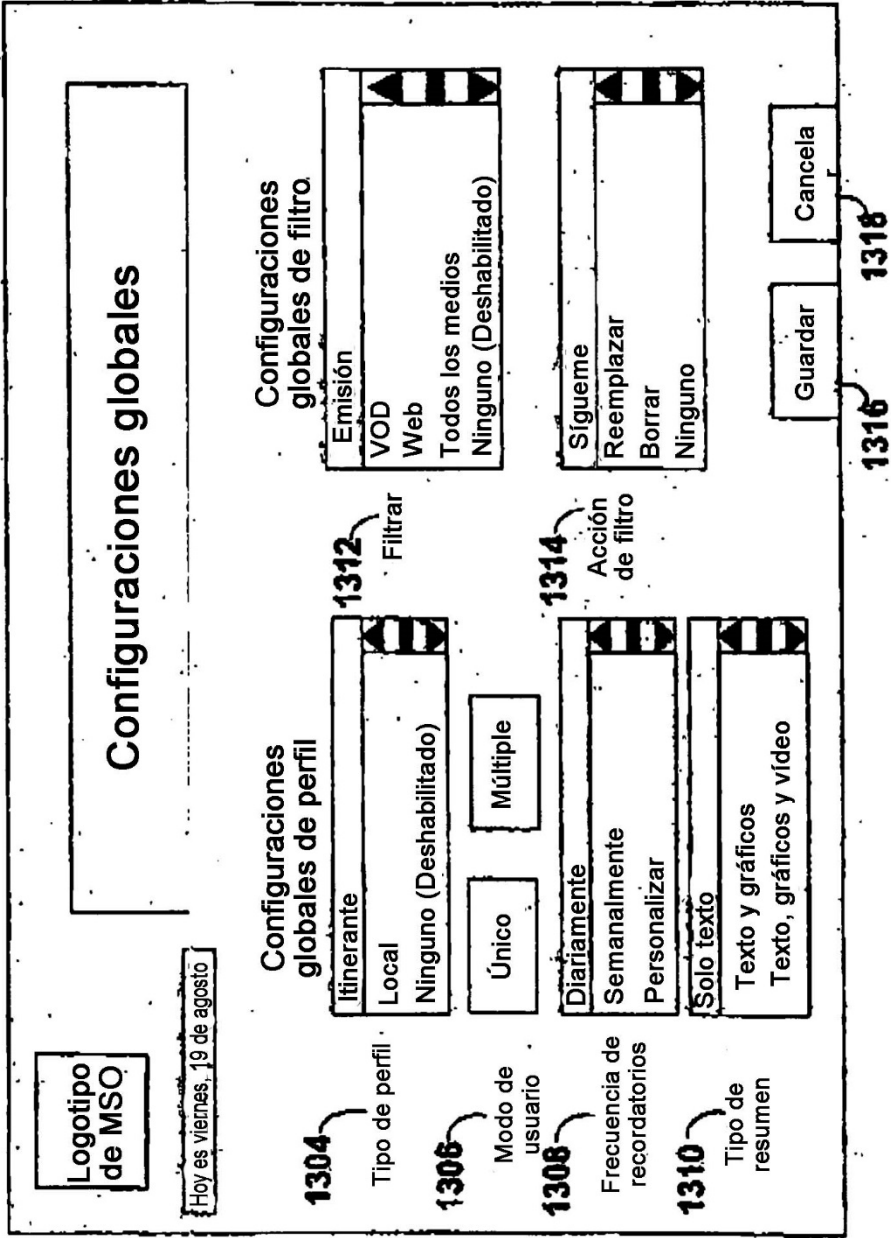 Logotipo
de MSO
Configuraciones globales
Hoy es viernes, 19 de agosto
Configuraciones
globales de perfil
1304
Tipo de perfil
Itinerante
Local
Ninguno (Deshabilitado)
1306
Modo de
usuario
Único
Múltiple
1308
Frecuencia de
recordatorios
Diariamente
Semanalmente
Personalizar
1310
Tipo de
resumen
Solo texto
Texto y gráficos
Texto, gráficos y vídeo
Configuraciones
globales de filtro
1312
Filtrar
Emisión
VOD
Web
Todos los medios
Ninguno (Deshabilitado)
1314
Acción
de filtro
Sígueme
Reemplazar
Borrar
Ninguno
Guardar
Cancela
1316
1318